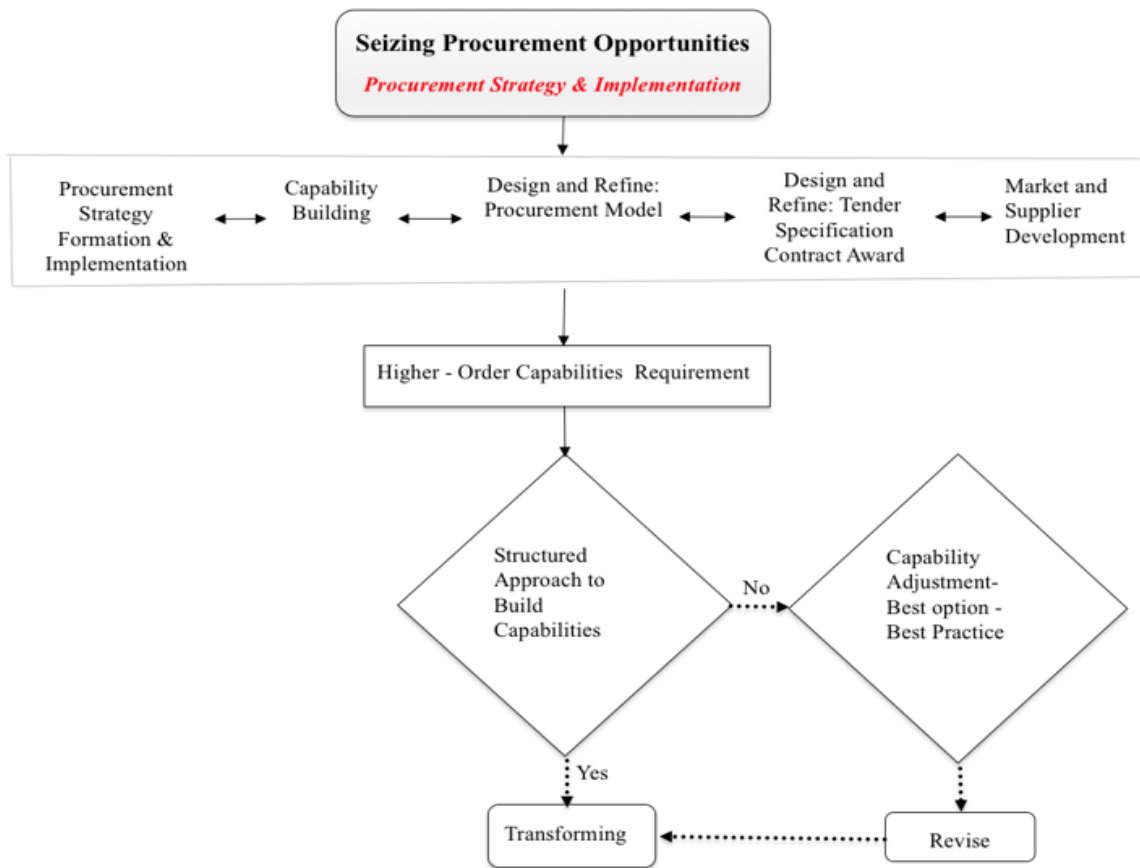 Seizing Procurement Opportunities
Procurement Strategy & Implementation
Procurement
Strategy
Formation &
Implementation
Capability
Building
Design and Refine:
Procurement Model
Design and
Refine: Tender
Specification
Contract Award
Market and
Supplier
Development
Higher - Order Capabilities Requirement
Structured
Approach to
Build
Capabilities
No
Capability
Adjustment-
Best option -
Best Practice
Yes
Transforming
Revise